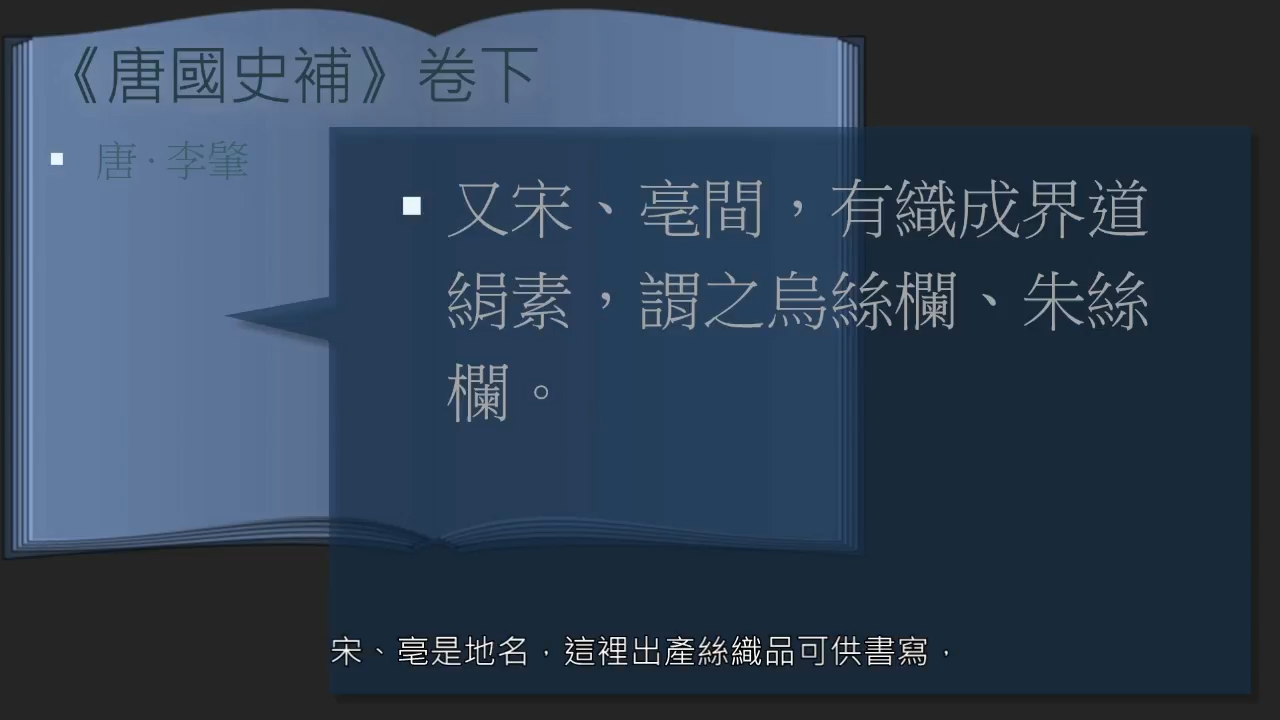 《唐國史補》卷下
唐·李肇
又宋、亳間，有織成界道
絹素，謂之烏絲欄、朱絲
欄。
宋、亳是地名，這裡出產絲織品可供書寫，